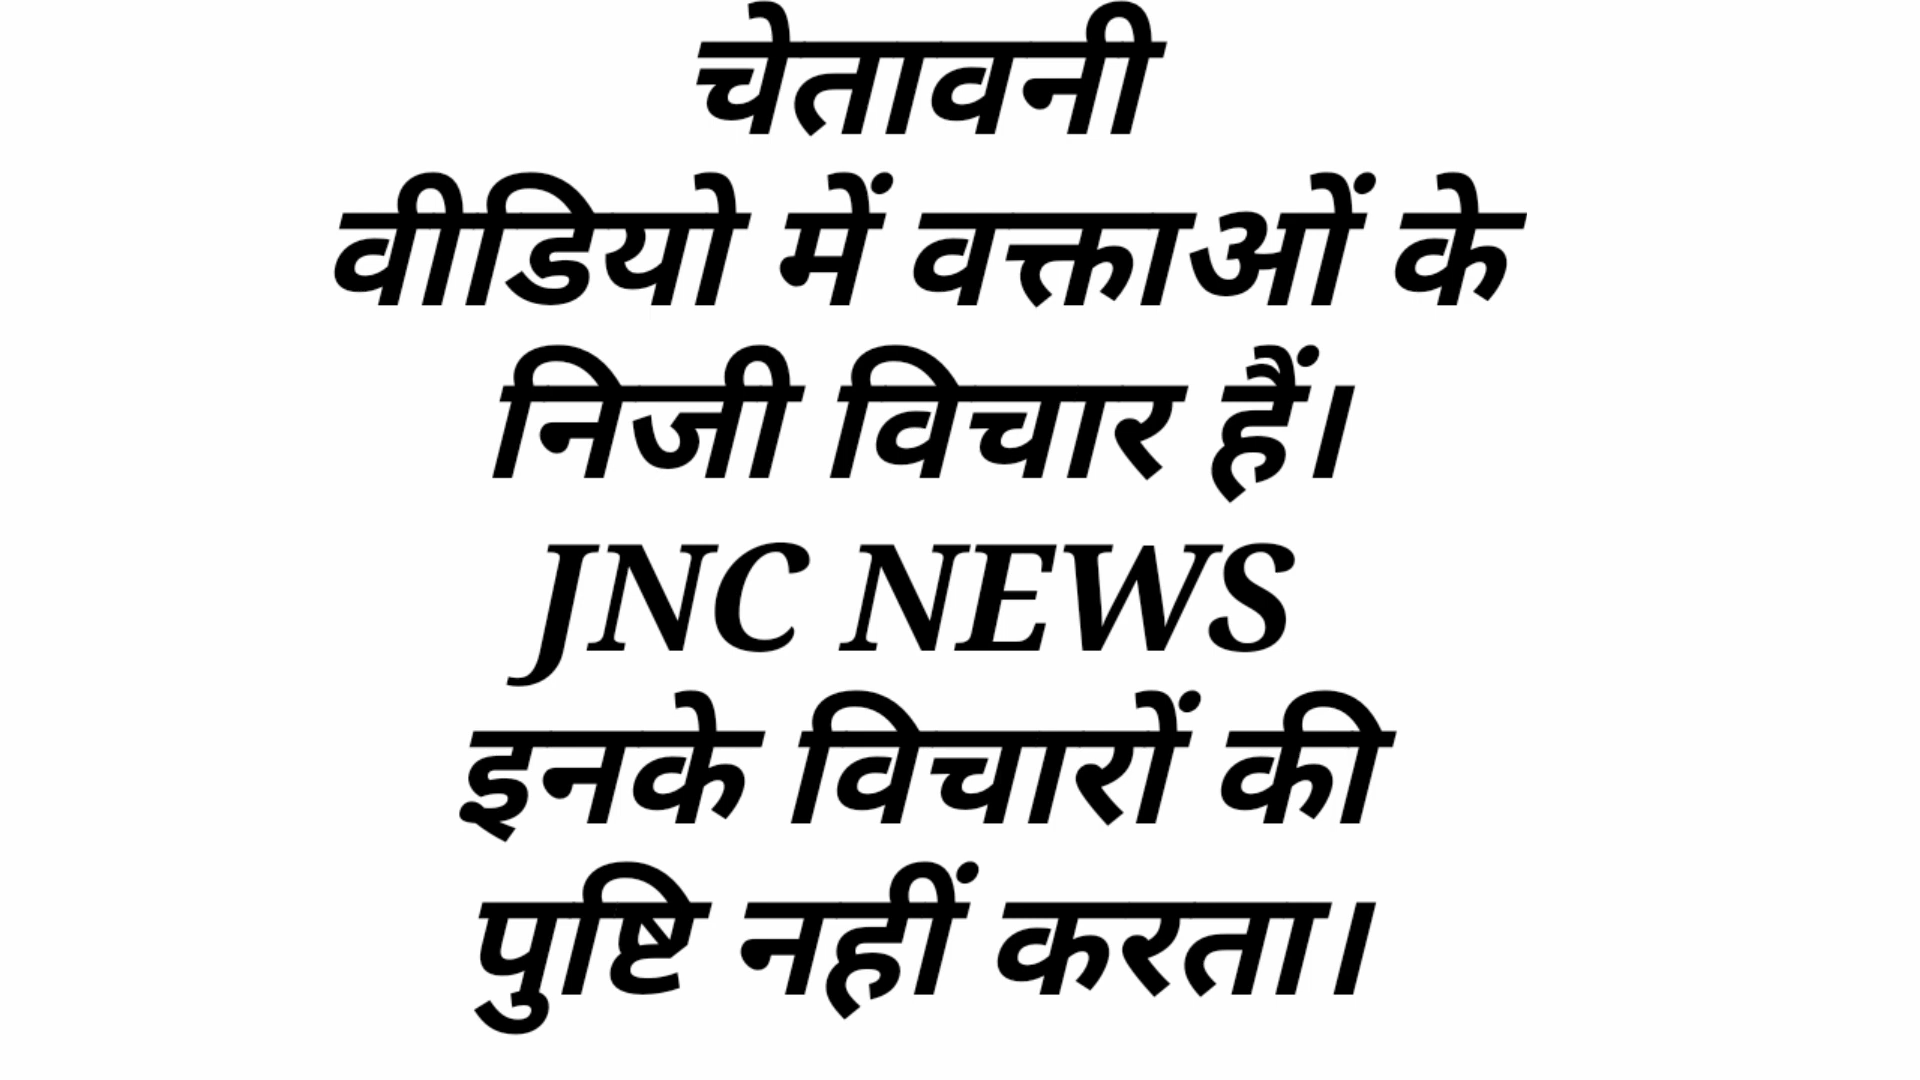 चेतावनी
वीडियो में वक्ताओं के
निजी विचार हैं।
JNC NEWS
इनके विचारों की
पुष्टि नहीं करता।